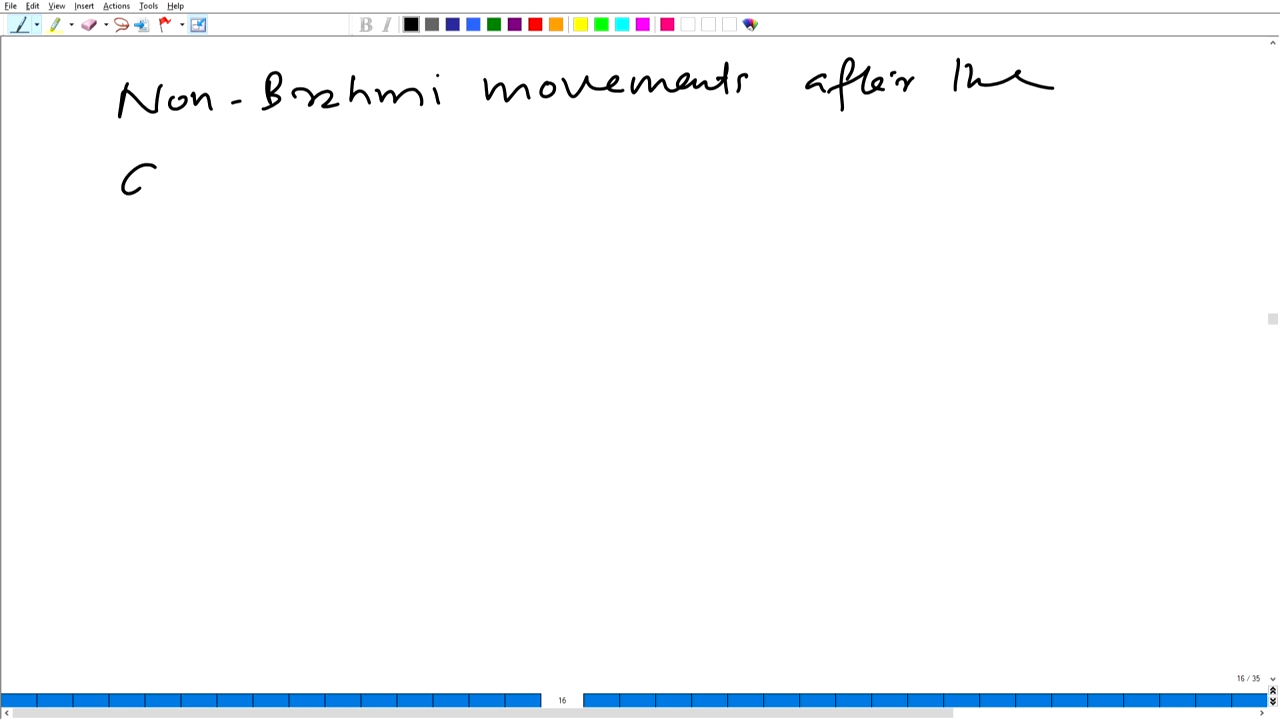 File Edit View Insert Actions Tools Help
B I
Non-Brahmi movements after the
C
16 / 35
16